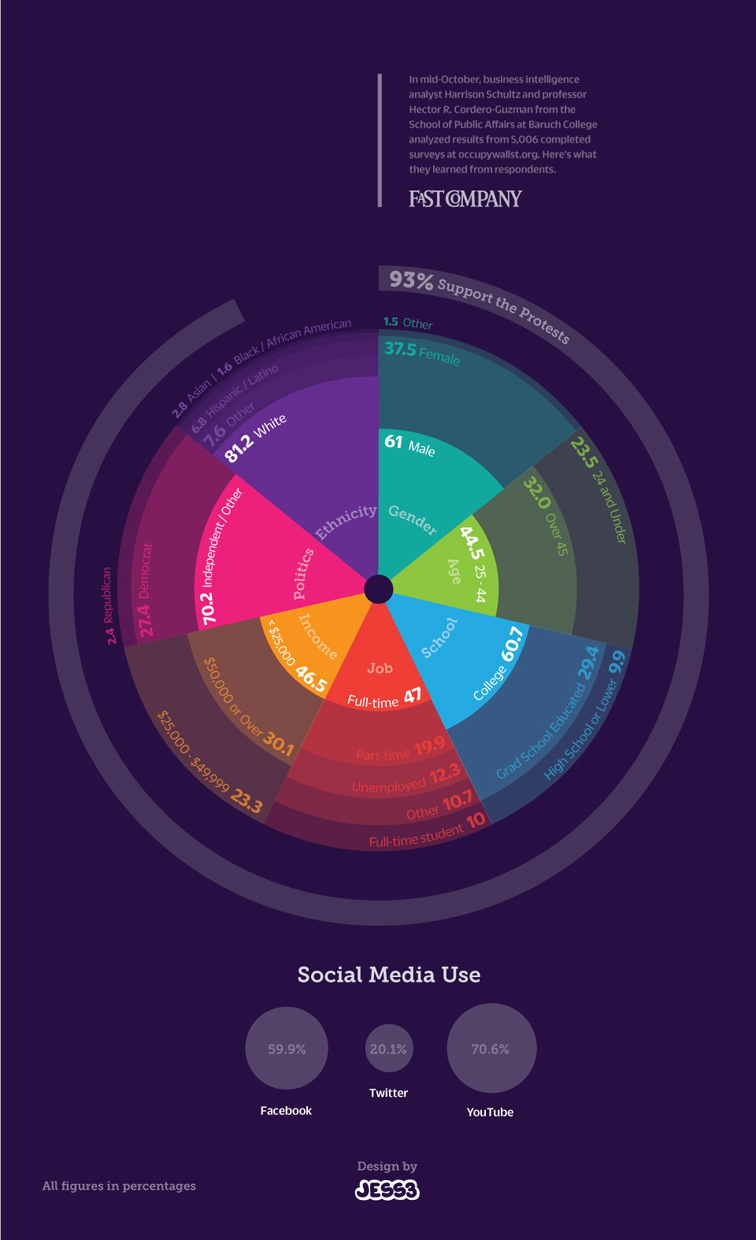 In mid-October, business intelligence
analyst Harrison Schultz and professor
Hector R. Cordero-Guzman from the
School of Public Affairs at Baruch College
analyzed results from 5,006 completed
surveys at occupywallst.org. Here's what
they learned from respondents.
FAST COMPANY
93% Support the Protests
1.5 Other
37.5 Female
61 Male
Gender
23.5 24 and Under
32.0 Over 45
44.5 25 - 44
Age
School
College 60.7
Grad School Educated 29.4
High School or Lower 9.9
Job
Full-time 47
Part-time 19.9
Unemployed 12.3
Other 10.7
Full-time student 10
Income
< $25,000 46.5
$50,000 or Over 30.1
$25,000 - $49,999 23.3
Politics
70.2 Independent / Other
27.4 Democrat
2.4 Republican
Ethnicity
81.2 White
7.6 Other
6.8 Hispanic / Latino
2.8 Asian | 1.6 Black / African American
Social Media Use
59.9%
20.1%
70.6%
Facebook
Twitter
YouTube
Design by
JESS3
All figures in percentages